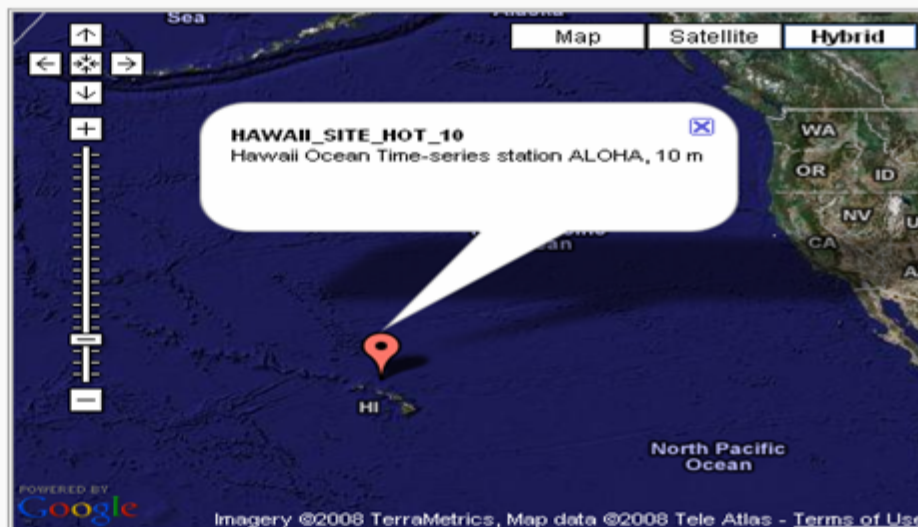 Sea
Alaska
Map Satellite Hybrid
HAWAII_SITE_HOT_10
Hawaii Ocean Time-series station ALOHA, 10 m
WA
OR ID
NV
CA
HI
North Pacific
Ocean
POWERED BY
Google
Imagery ©2008 TerraMetrics, Map data ©2008 Tele Atlas - Terms of Us